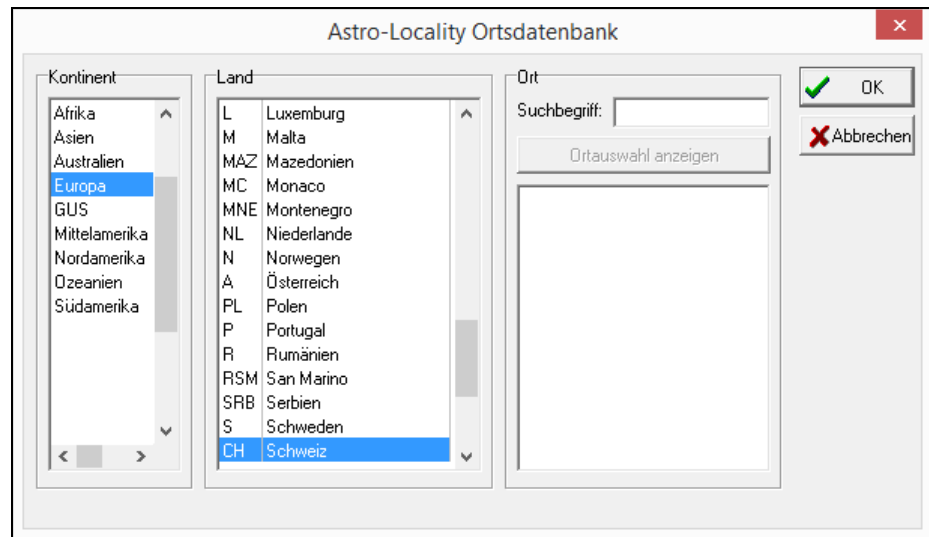 Astro-Locality Ortsdatenbank
Kontinent
Afrika
Asien
Australien
Europa
GUS
Mittelamerika
Nordamerika
Ozeanien
Südamerika
Land
L Luxemburg
M Malta
MAZ Mazedonien
MC Monaco
MNE Montenegro
NL Niederlande
N Norwegen
A Österreich
PL Polen
P Portugal
R Rumänien
RSM San Marino
SRB Serbien
S Schweden
CH Schweiz
Ort
Suchbegriff:
Ortauswahl anzeigen
OK
Abbrechen